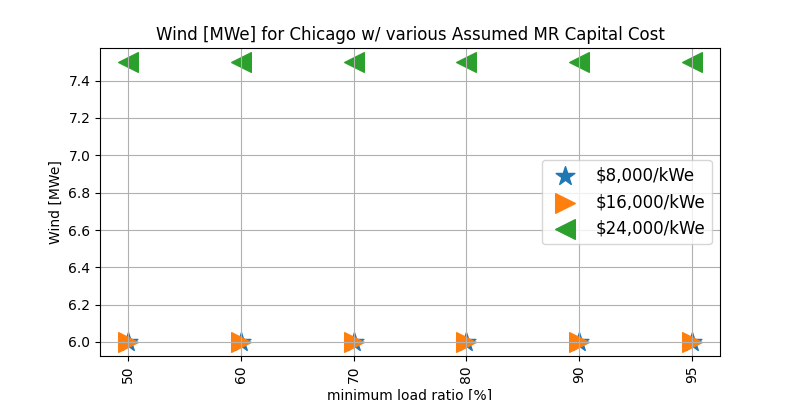 Wind [MWe] for Chicago w/ various Assumed MR Capital Cost
Wind [MWe]
7.4
7.2
7.0
6.8
6.6
6.4
6.2
6.0
$8,000/kWe
$16,000/kWe
$24,000/kWe
50
60
70
80
90
95
minimum load ratio [%]